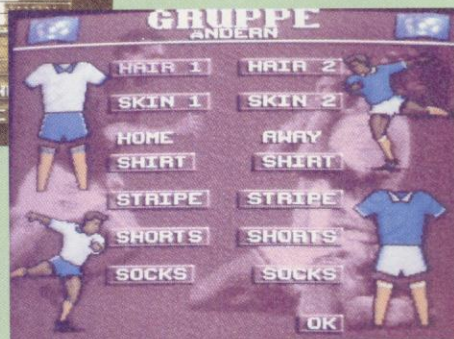 GRUPPE
ANDERN
HAIR 1 HAIR 2
SKIN 1 SKIN 2
HOME AWAY
SHIRT SHIRT
STRIPE STRIPE
SHORTS SHORTS
SOCKS SOCKS
OK